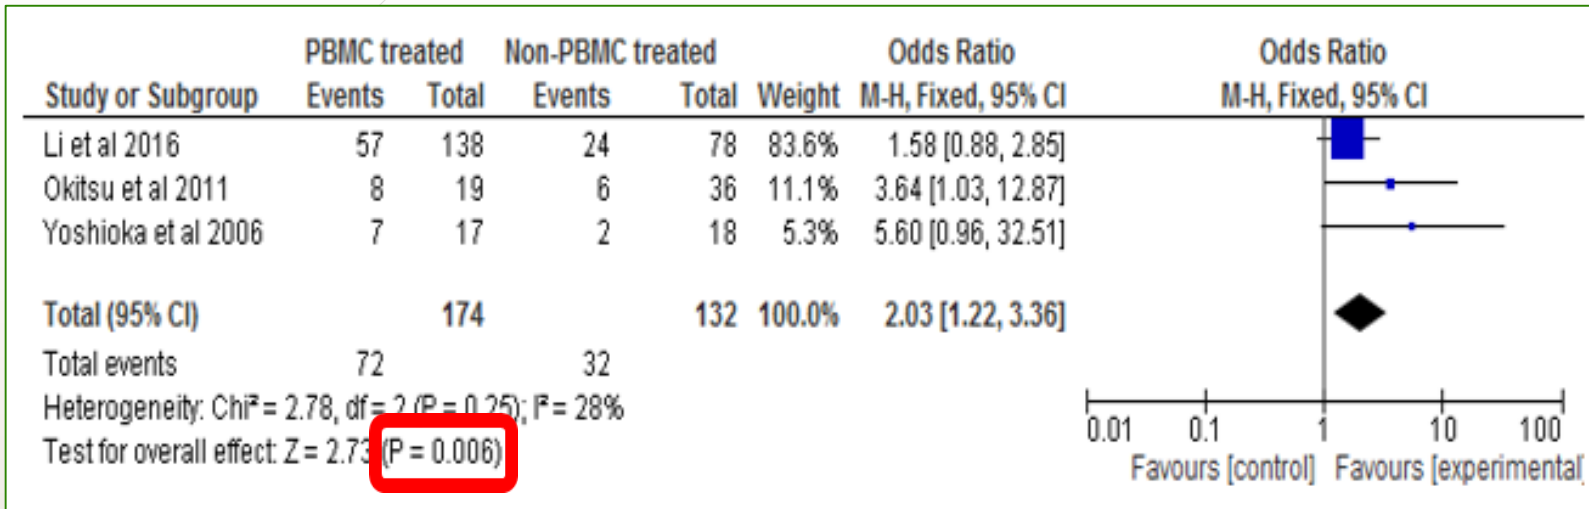 PBMC treated Non-PBMC treated Odds Ratio Odds Ratio
Study or Subgroup Events Total Events Total Weight M-H, Fixed, 95% CI M-H, Fixed, 95% CI
Li et al 2016 57 138 24 78 83.6% 1.58 [0.88, 2.85]
Okitsu et al 2011 8 19 6 36 11.1% 3.64 [1.03, 12.87]
Yoshioka et al 2006 7 17 2 18 5.3% 5.60 [0.96, 32.51]
Total (95% CI) 174 132 100.0% 2.03 [1.22, 3.36]
Total events 72 32
Heterogeneity: Chi² = 2.78, df = 2 (P = 0.25); I² = 28%
Test for overall effect: Z = 2.73 (P = 0.006)
0.01 0.1 1 10 100
Favours [control] Favours [experimental]